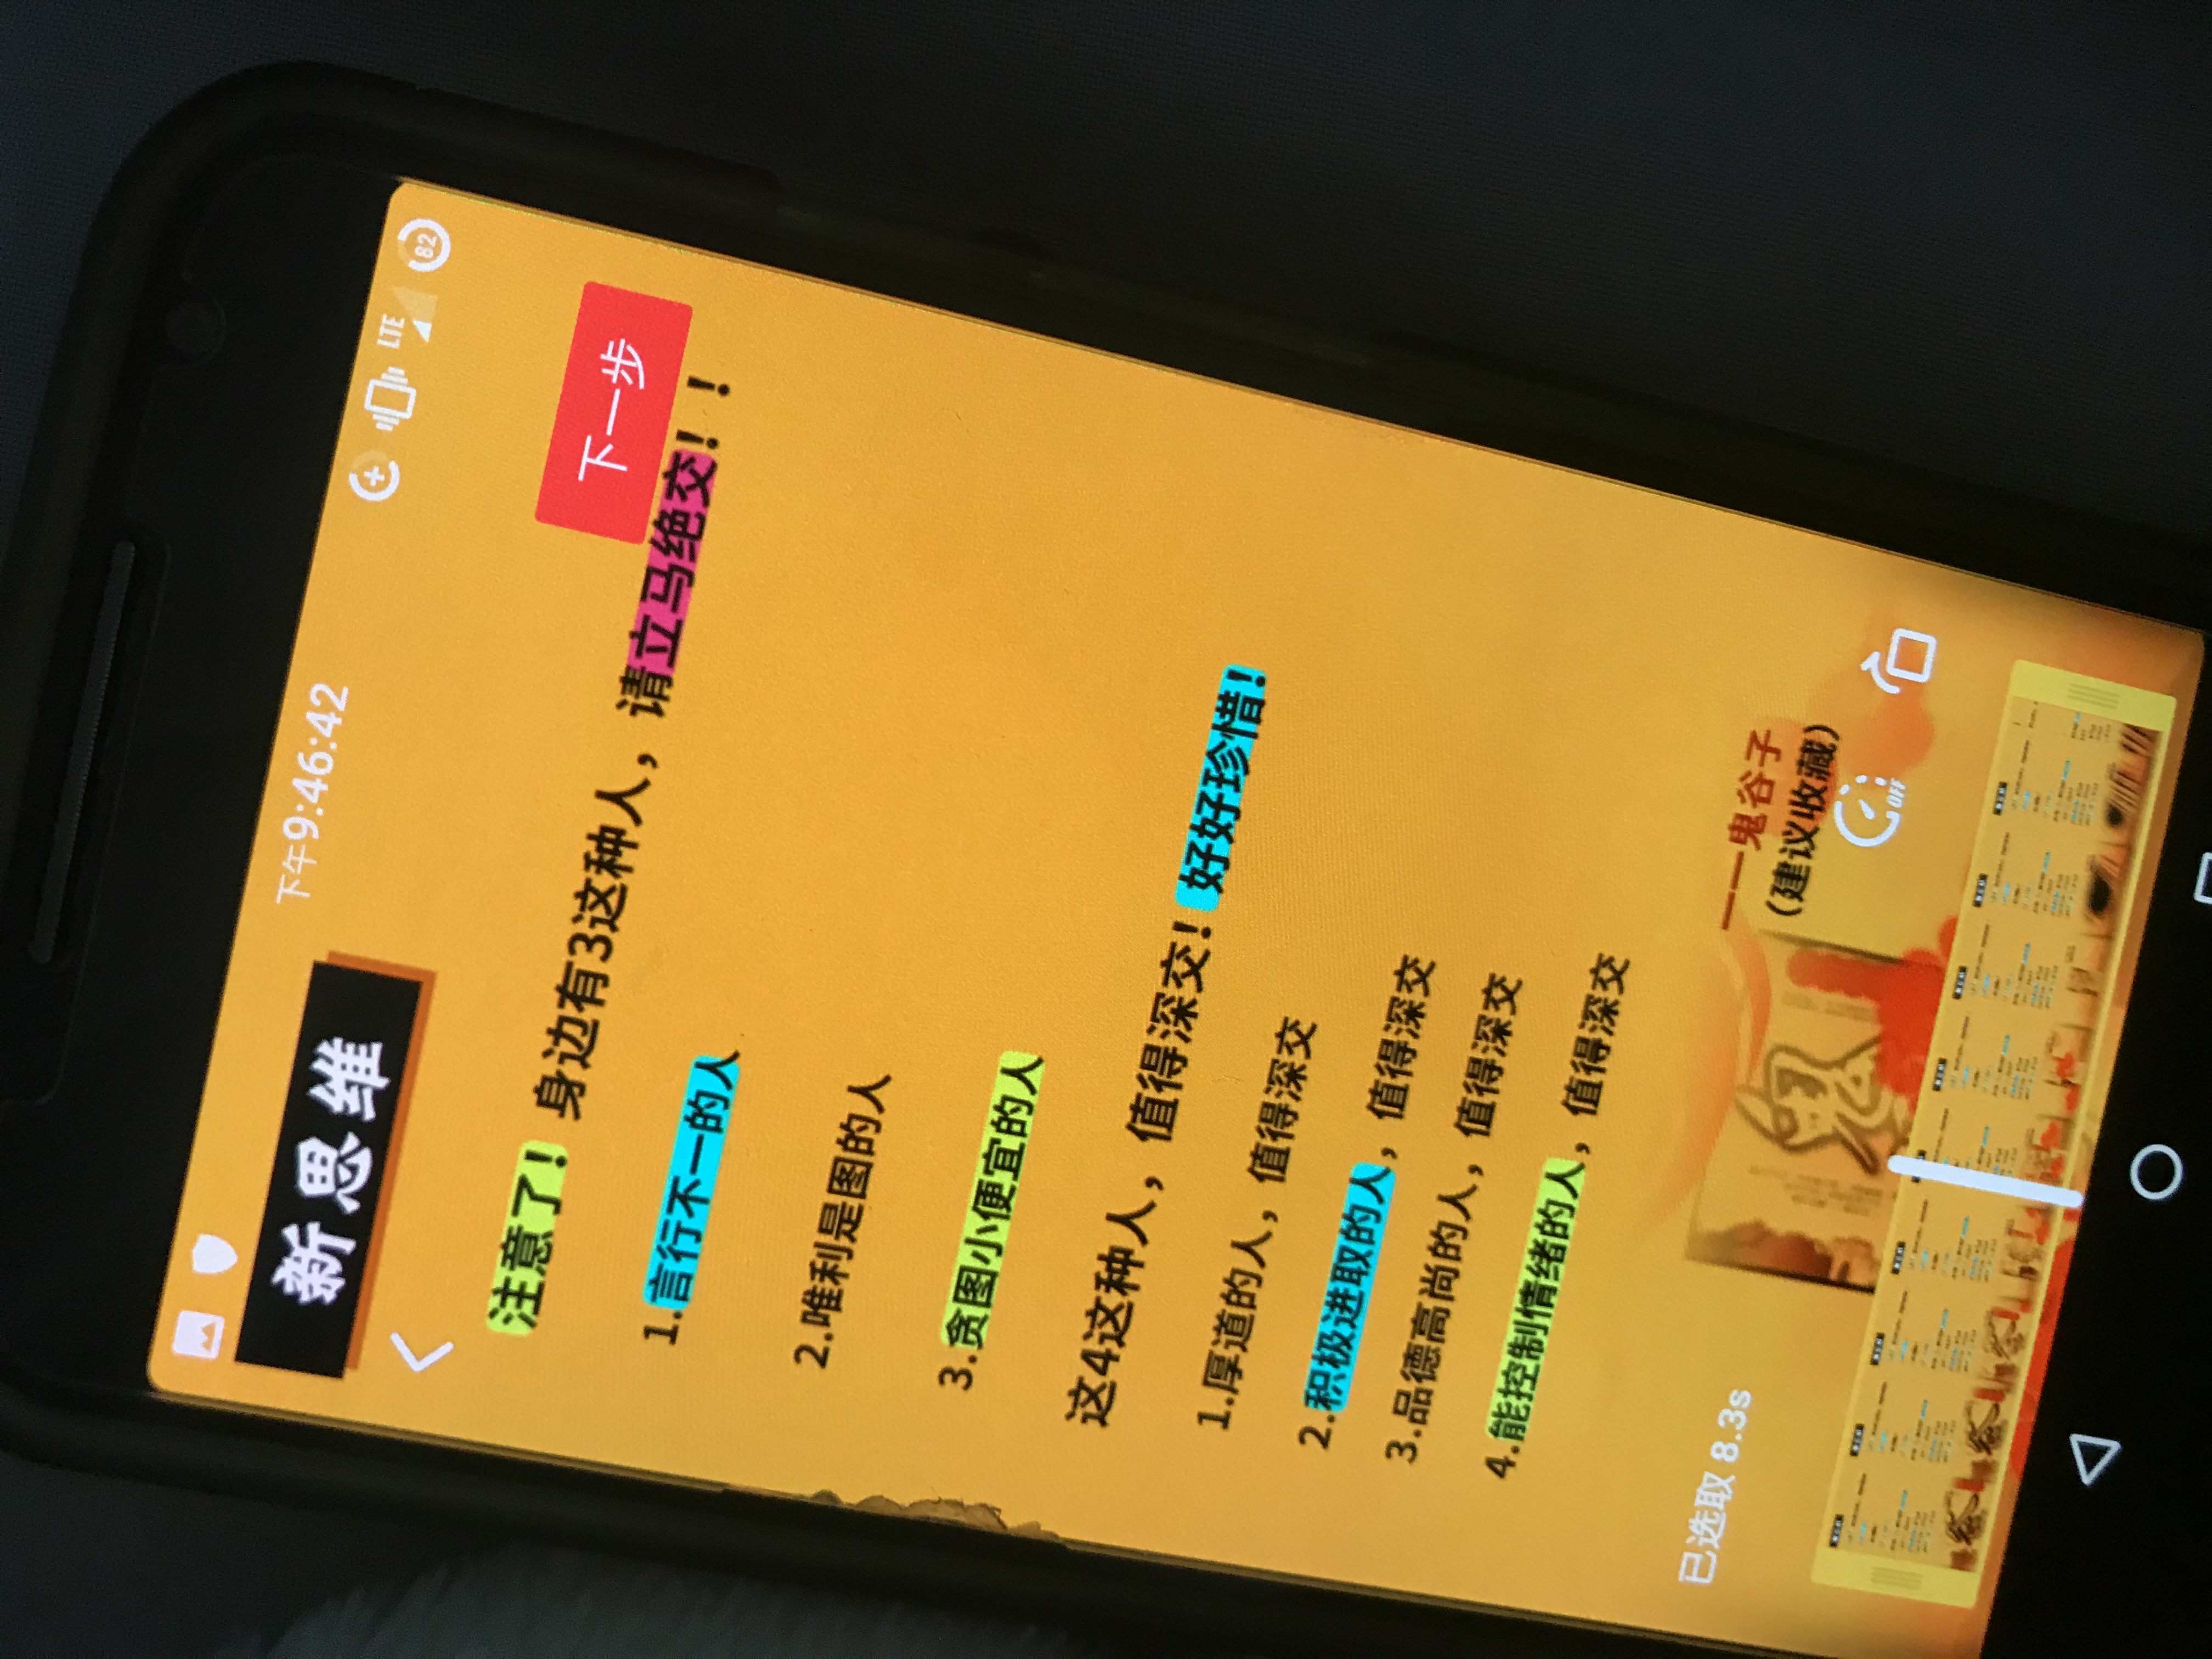 下午9:46:42
LTE
82
新思维
下一步
注意了！身边有3这种人，请立马绝交！！
1.言行不一的人
2.唯利是图的人
3.贪图小便宜的人
这4这种人，值得深交！好好珍惜！
1.厚道的人，值得深交
2.积极进取的人，值得深交
3.品德高尚的人，值得深交
4.能控制情绪的人，值得深交
已选取 8.3s
——鬼谷子
（建议收藏）
鬼
OFF